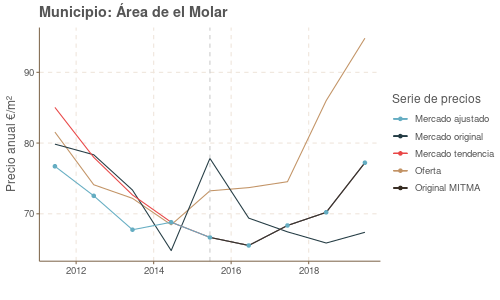 Municipio: Área de el Molar
Precio anual €/m²
90
80
70
2012
2014
2016
2018
Serie de precios
Mercado ajustado
Mercado original
Mercado tendencia
Oferta
Original MITMA